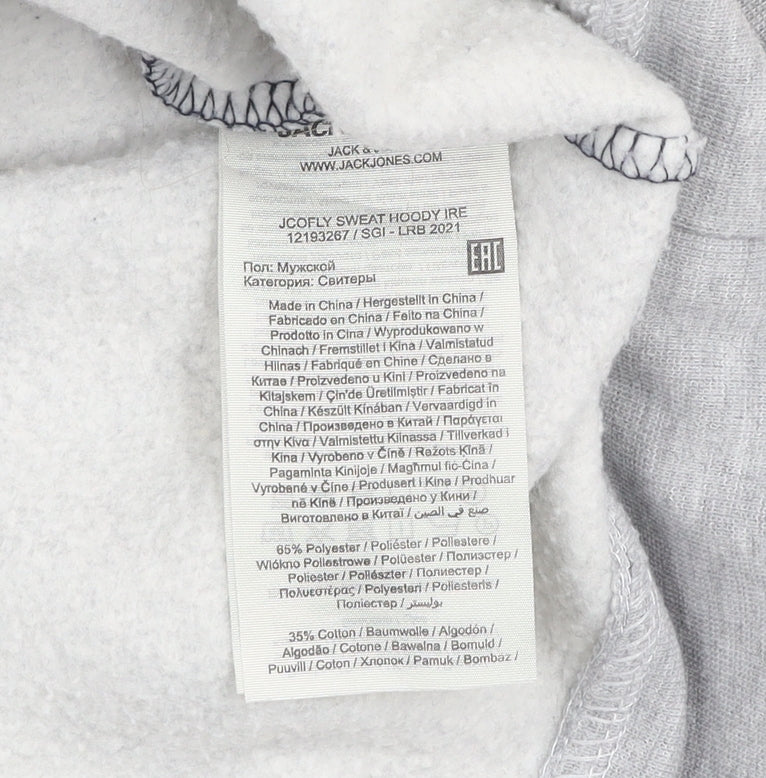 JACK
JACK &
WWW.JACKJONES.COM
JCOFLY SWEAT HOODY IRE
12193267 / SGI - LRB 2021
EAC
Пол: Мужской
Категория: Свитеры
Made in China / Hergestellt in China /
Fabricado en China / Feito na China /
Prodotto in Cina / Wyprodukowano w
Chinach / Fremstillet i Kina / Valmistatud
Hiinas / Fabriqué en Chine / Сделано в
Китае / Proizvedeno u Kini / Proizvedeno na
Kitajskem / Çin'de Üretilmiştir / Fabricat în
China / Készült Kínában / Vervaardigd in
China / Произведено в Китай / Παράγεται
στην Κίνα / Valmistettu Kiinassa / Tillverkad i
Kina / Vyrobeno v Číně / Ražots Ķīnā /
Pagaminta Kinijoje / Magħmul fiċ-Ċina /
Vyrobené v Číne / Produsert i Kina / Prodhuar
në Kinë / Произведено у Кини /
Виготовлено в Китаї / صنع في الصين /
65% Polyester / Poliéster / Poliestere /
Włókno Poliestrowe / Polüester / Полиэстер /
Poliester / Poliészter / Полиестер /
Πολυεστέρας / Polyesteri / Poliesteris /
Поліестер / بوليستر /
35% Cotton / Baumwolle / Algodón /
Algodão / Cotone / Bawełna / Bomuld /
Puuvill / Coton / Хлопок / Pamuk / Bombaž /